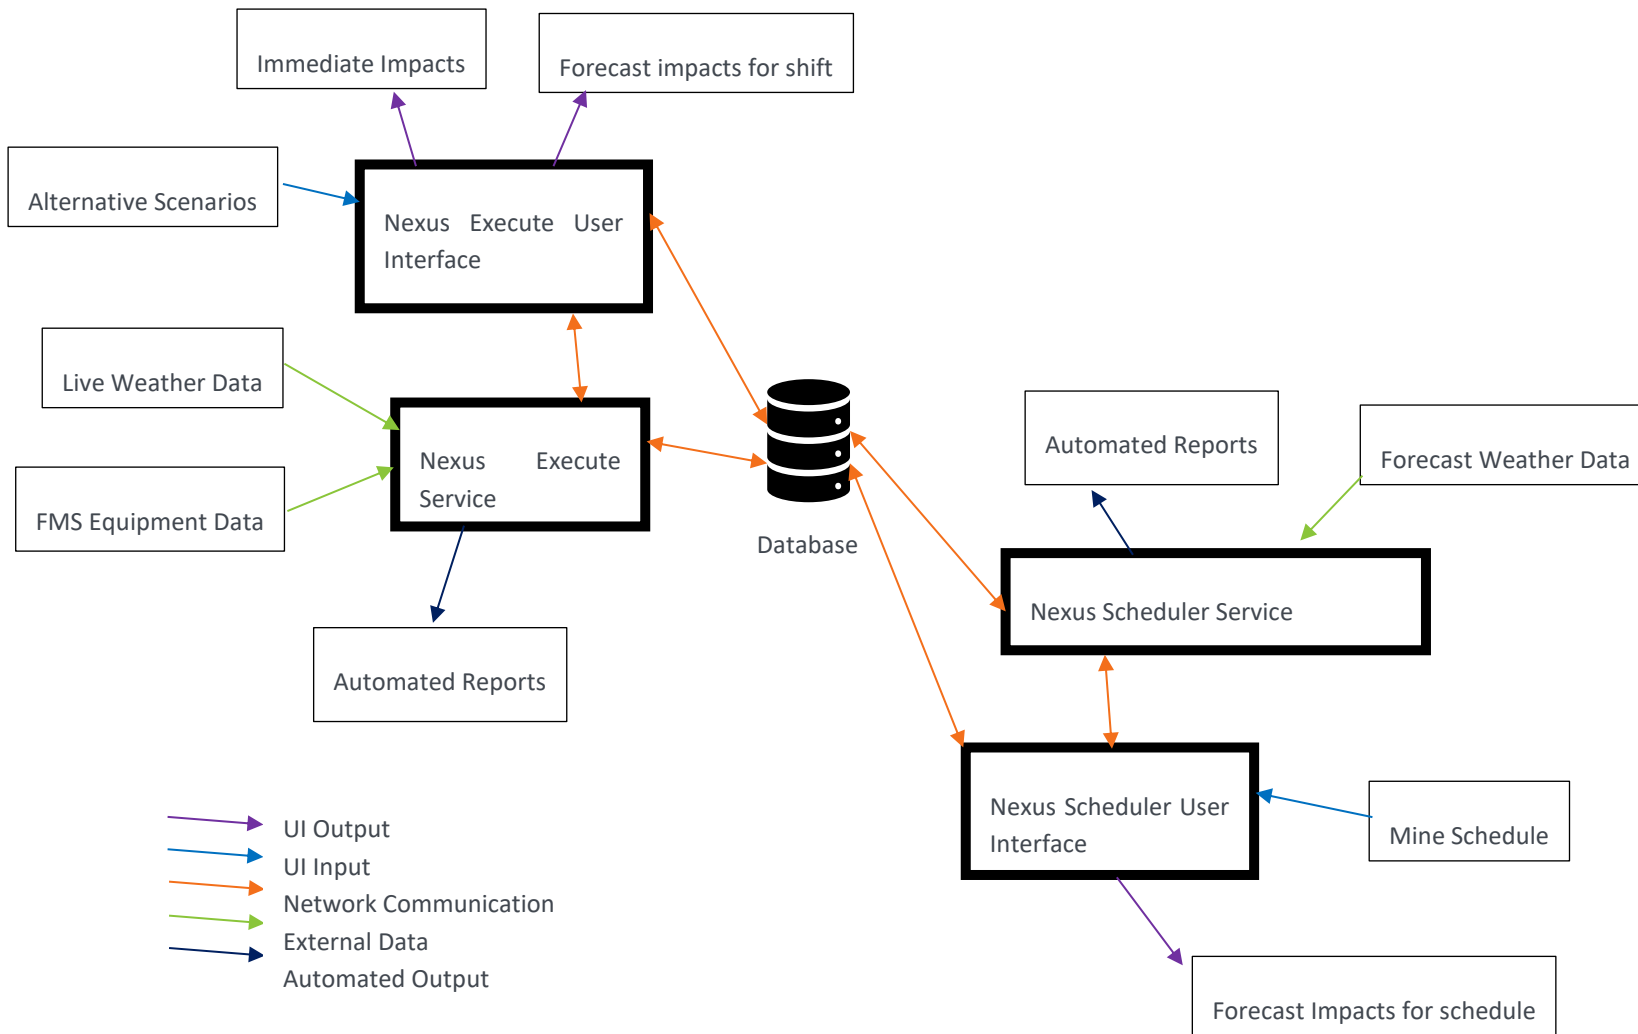 Immediate Impacts
Forecast impacts for shift
Alternative Scenarios
Nexus Execute User
Interface
Live Weather Data
Nexus Execute
Service
FMS Equipment Data
Automated Reports
Database
Automated Reports
Forecast Weather Data
Nexus Scheduler Service
Nexus Scheduler User
Interface
Mine Schedule
Forecast Impacts for schedule
UI Output
UI Input
Network Communication
External Data
Automated Output